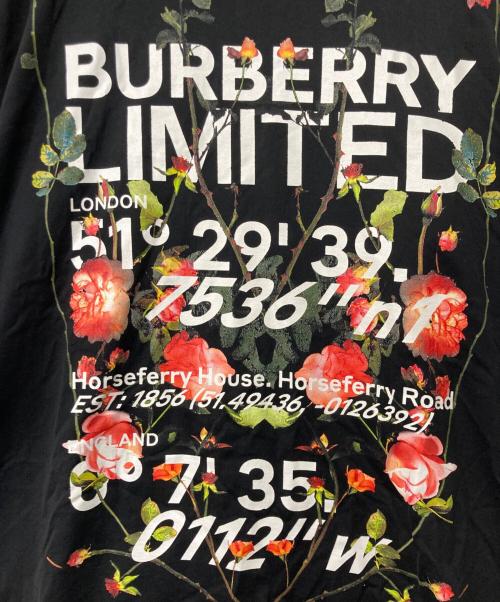 BURBERRY
LIMITED
LONDON
51° 29' 39.
7536" n1
Horseferry House. Horseferry Road
EST: 1856 (51.49436, -0126392).
ENGLAND
0° 7' 35.
0112" w